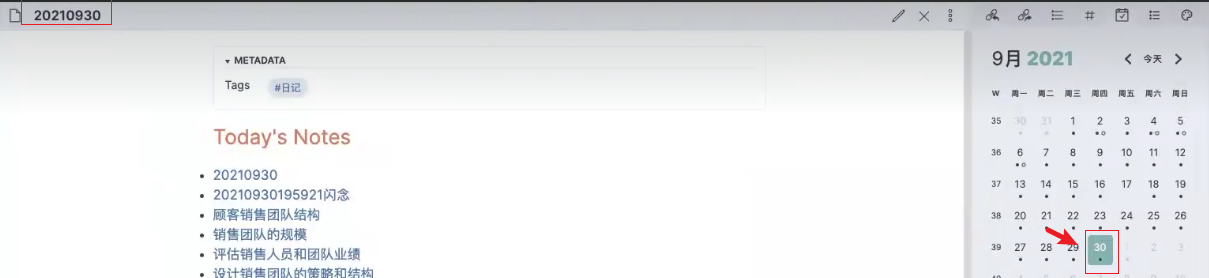 20210930
METADATA
Tags #日记
Today's Notes
20210930
20210930195921闪念
顾客销售团队结构
销售团队的规模
评估销售人员和团队业绩
设计销售团队的策略和结构
9月 2021 今天
W 周一 周二 周三 周四 周五 周六 周日
35 30 31 1 2 3 4 5
36 6 7 8 9 10 11 12
37 13 14 15 16 17 18 19
38 20 21 22 23 24 25 26
39 27 28 29 30 1 2 3